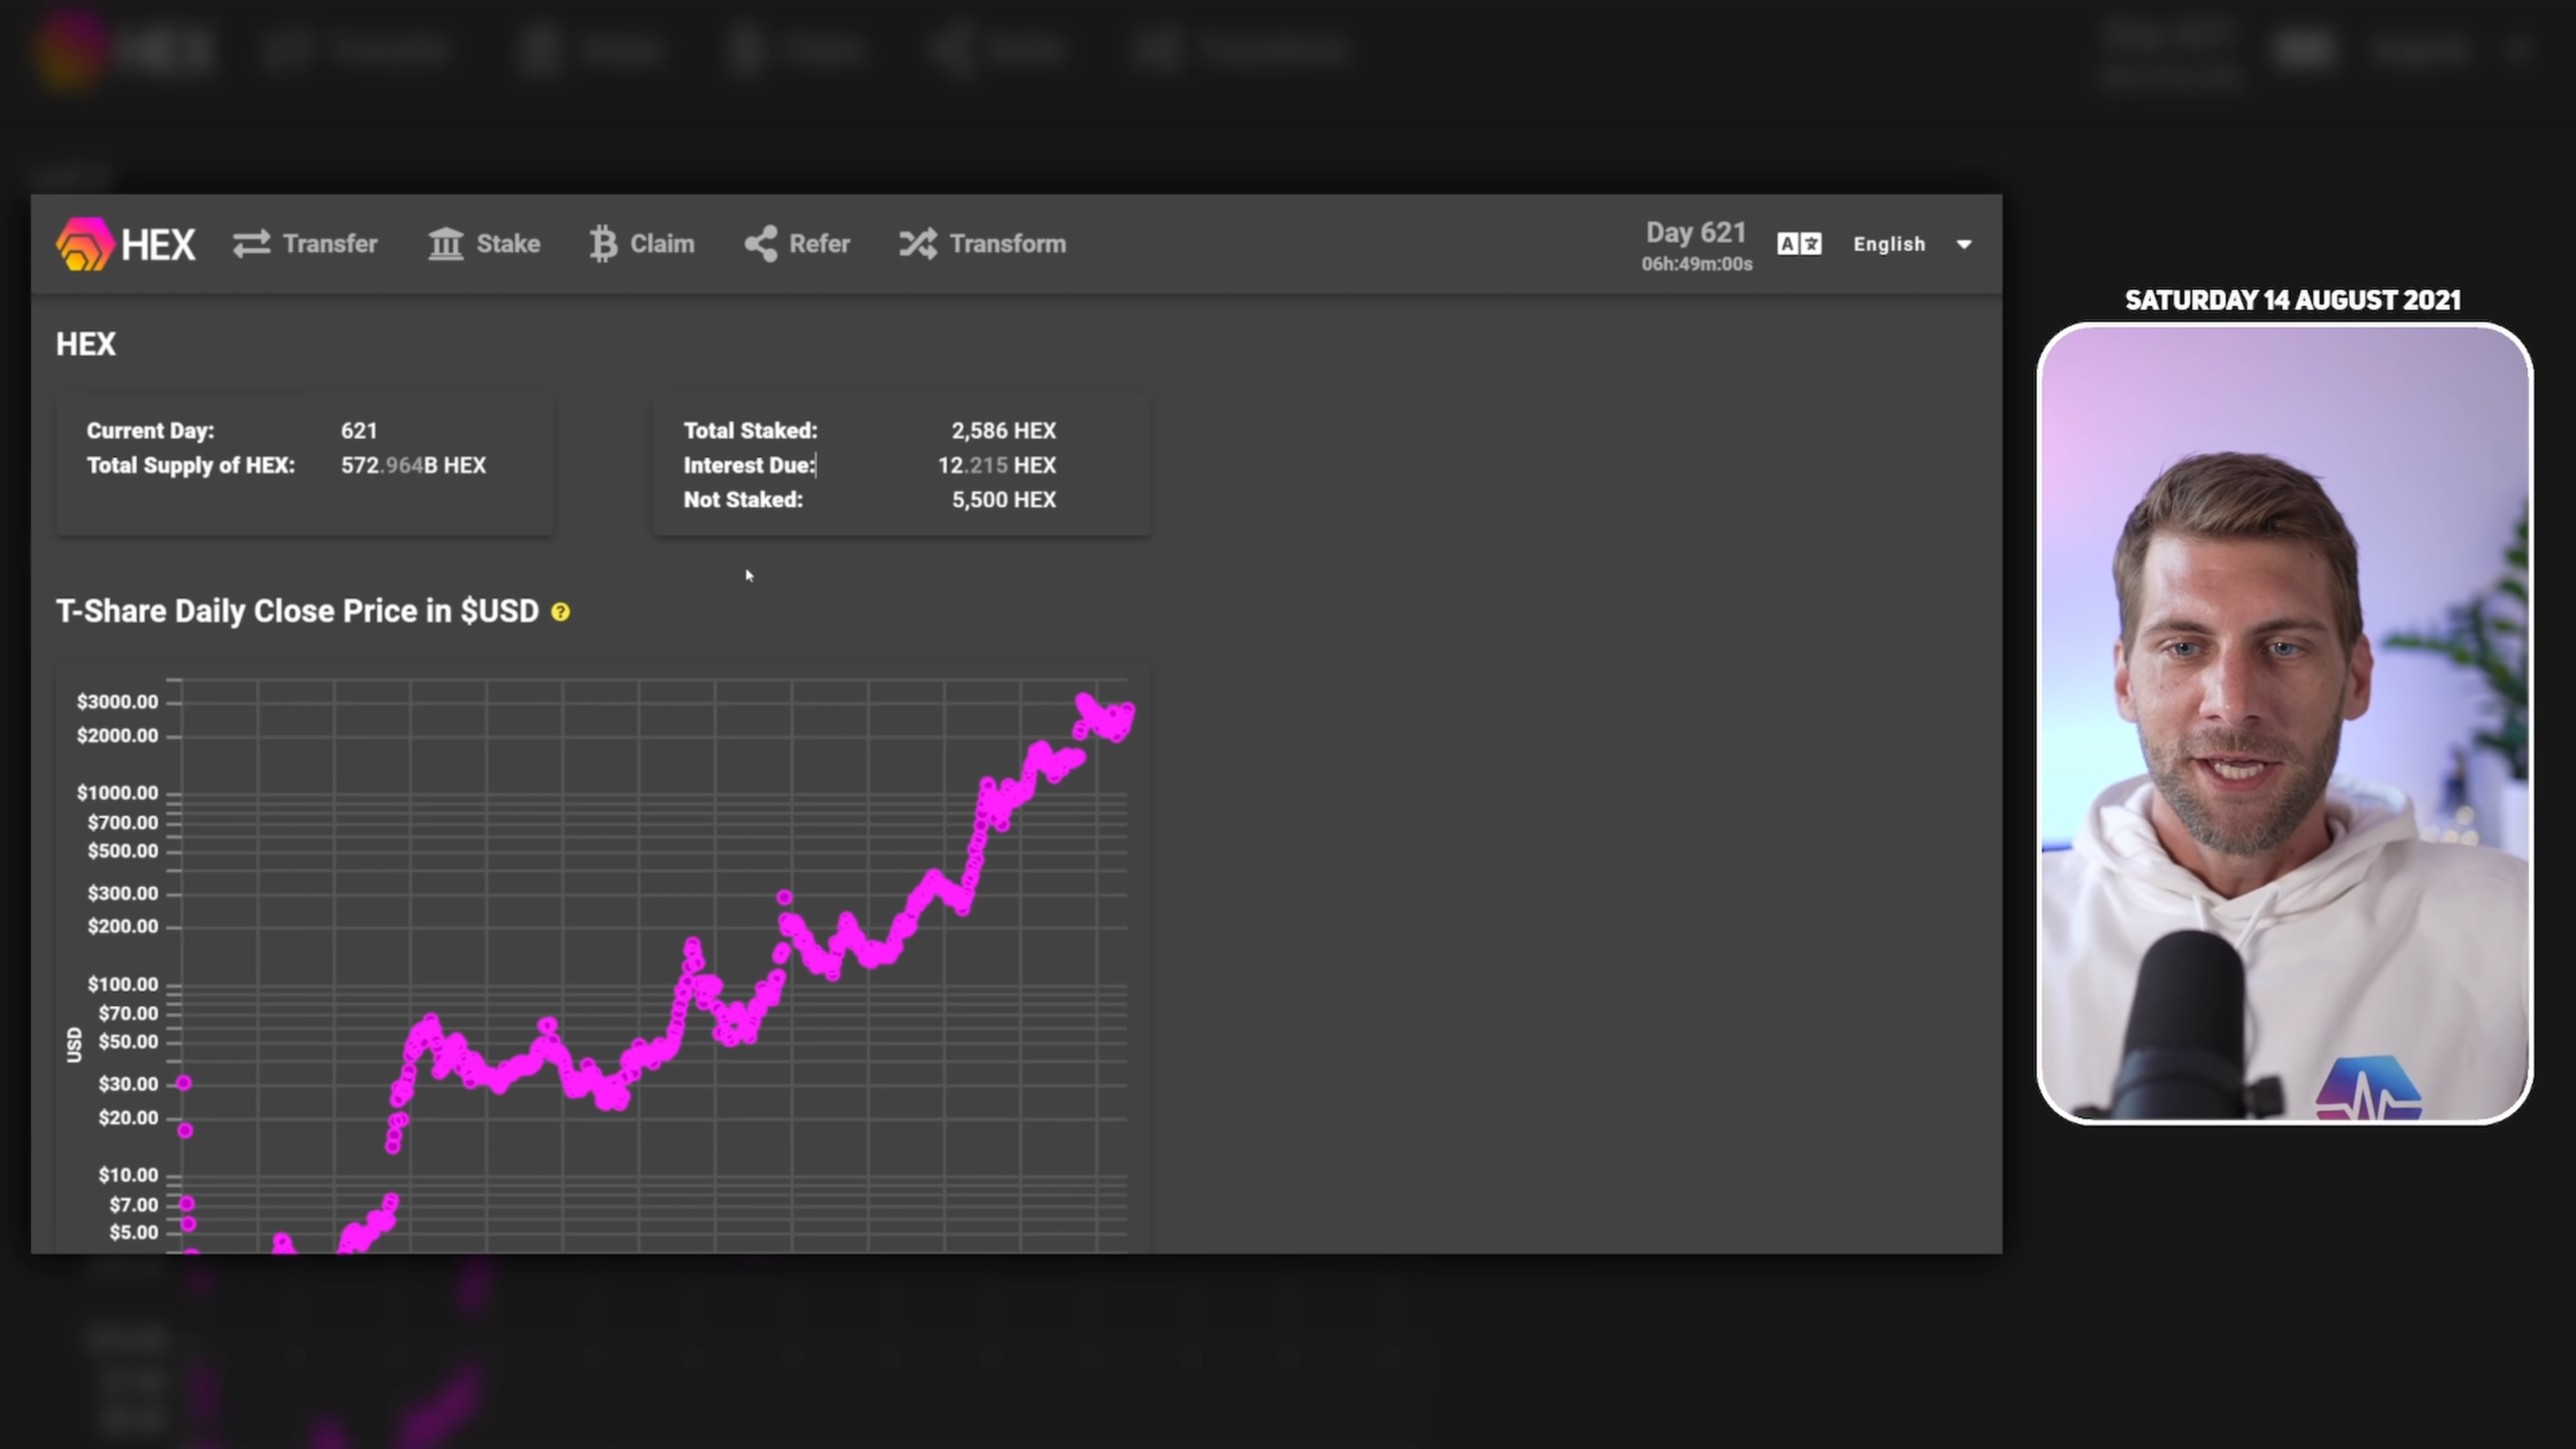 HEX
Transfer
Stake
Claim
Refer
Transform
Day 621
06h:49m:00s
A
English
SATURDAY 14 AUGUST 2021
HEX
Current Day: 621
Total Supply of HEX: 572.964B HEX
Total Staked: 2,586 HEX
Interest Due: 12.215 HEX
Not Staked: 5,500 HEX
T-Share Daily Close Price in $USD ?
$3000.00
$2000.00
$1000.00
$700.00
$500.00
$300.00
$200.00
$100.00
$70.00
$50.00
$30.00
$20.00
$10.00
$7.00
$5.00
USD